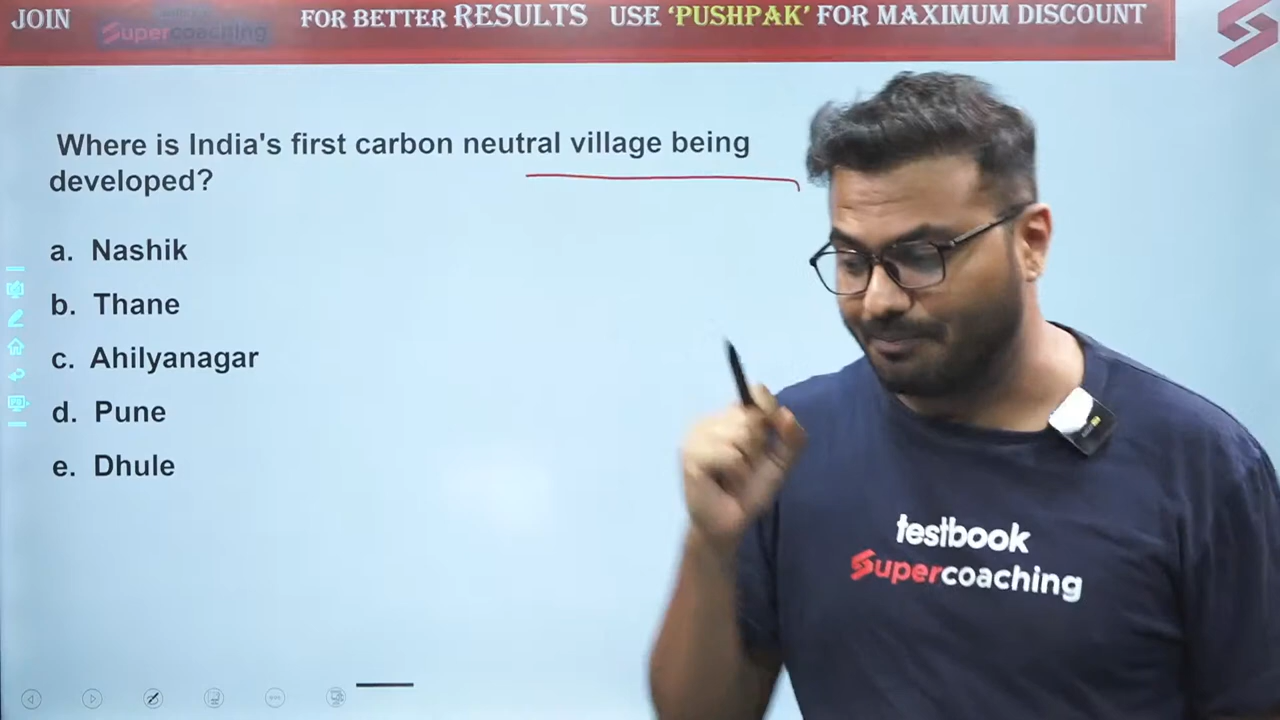 JOIN Supercoaching FOR BETTER RESULTS USE ‘PUSHPAK’ FOR MAXIMUM DISCOUNT
Where is India's first carbon neutral village being
developed?
a. Nashik
b. Thane
c. Ahilyanagar
d. Pune
e. Dhule
testbook
Supercoaching